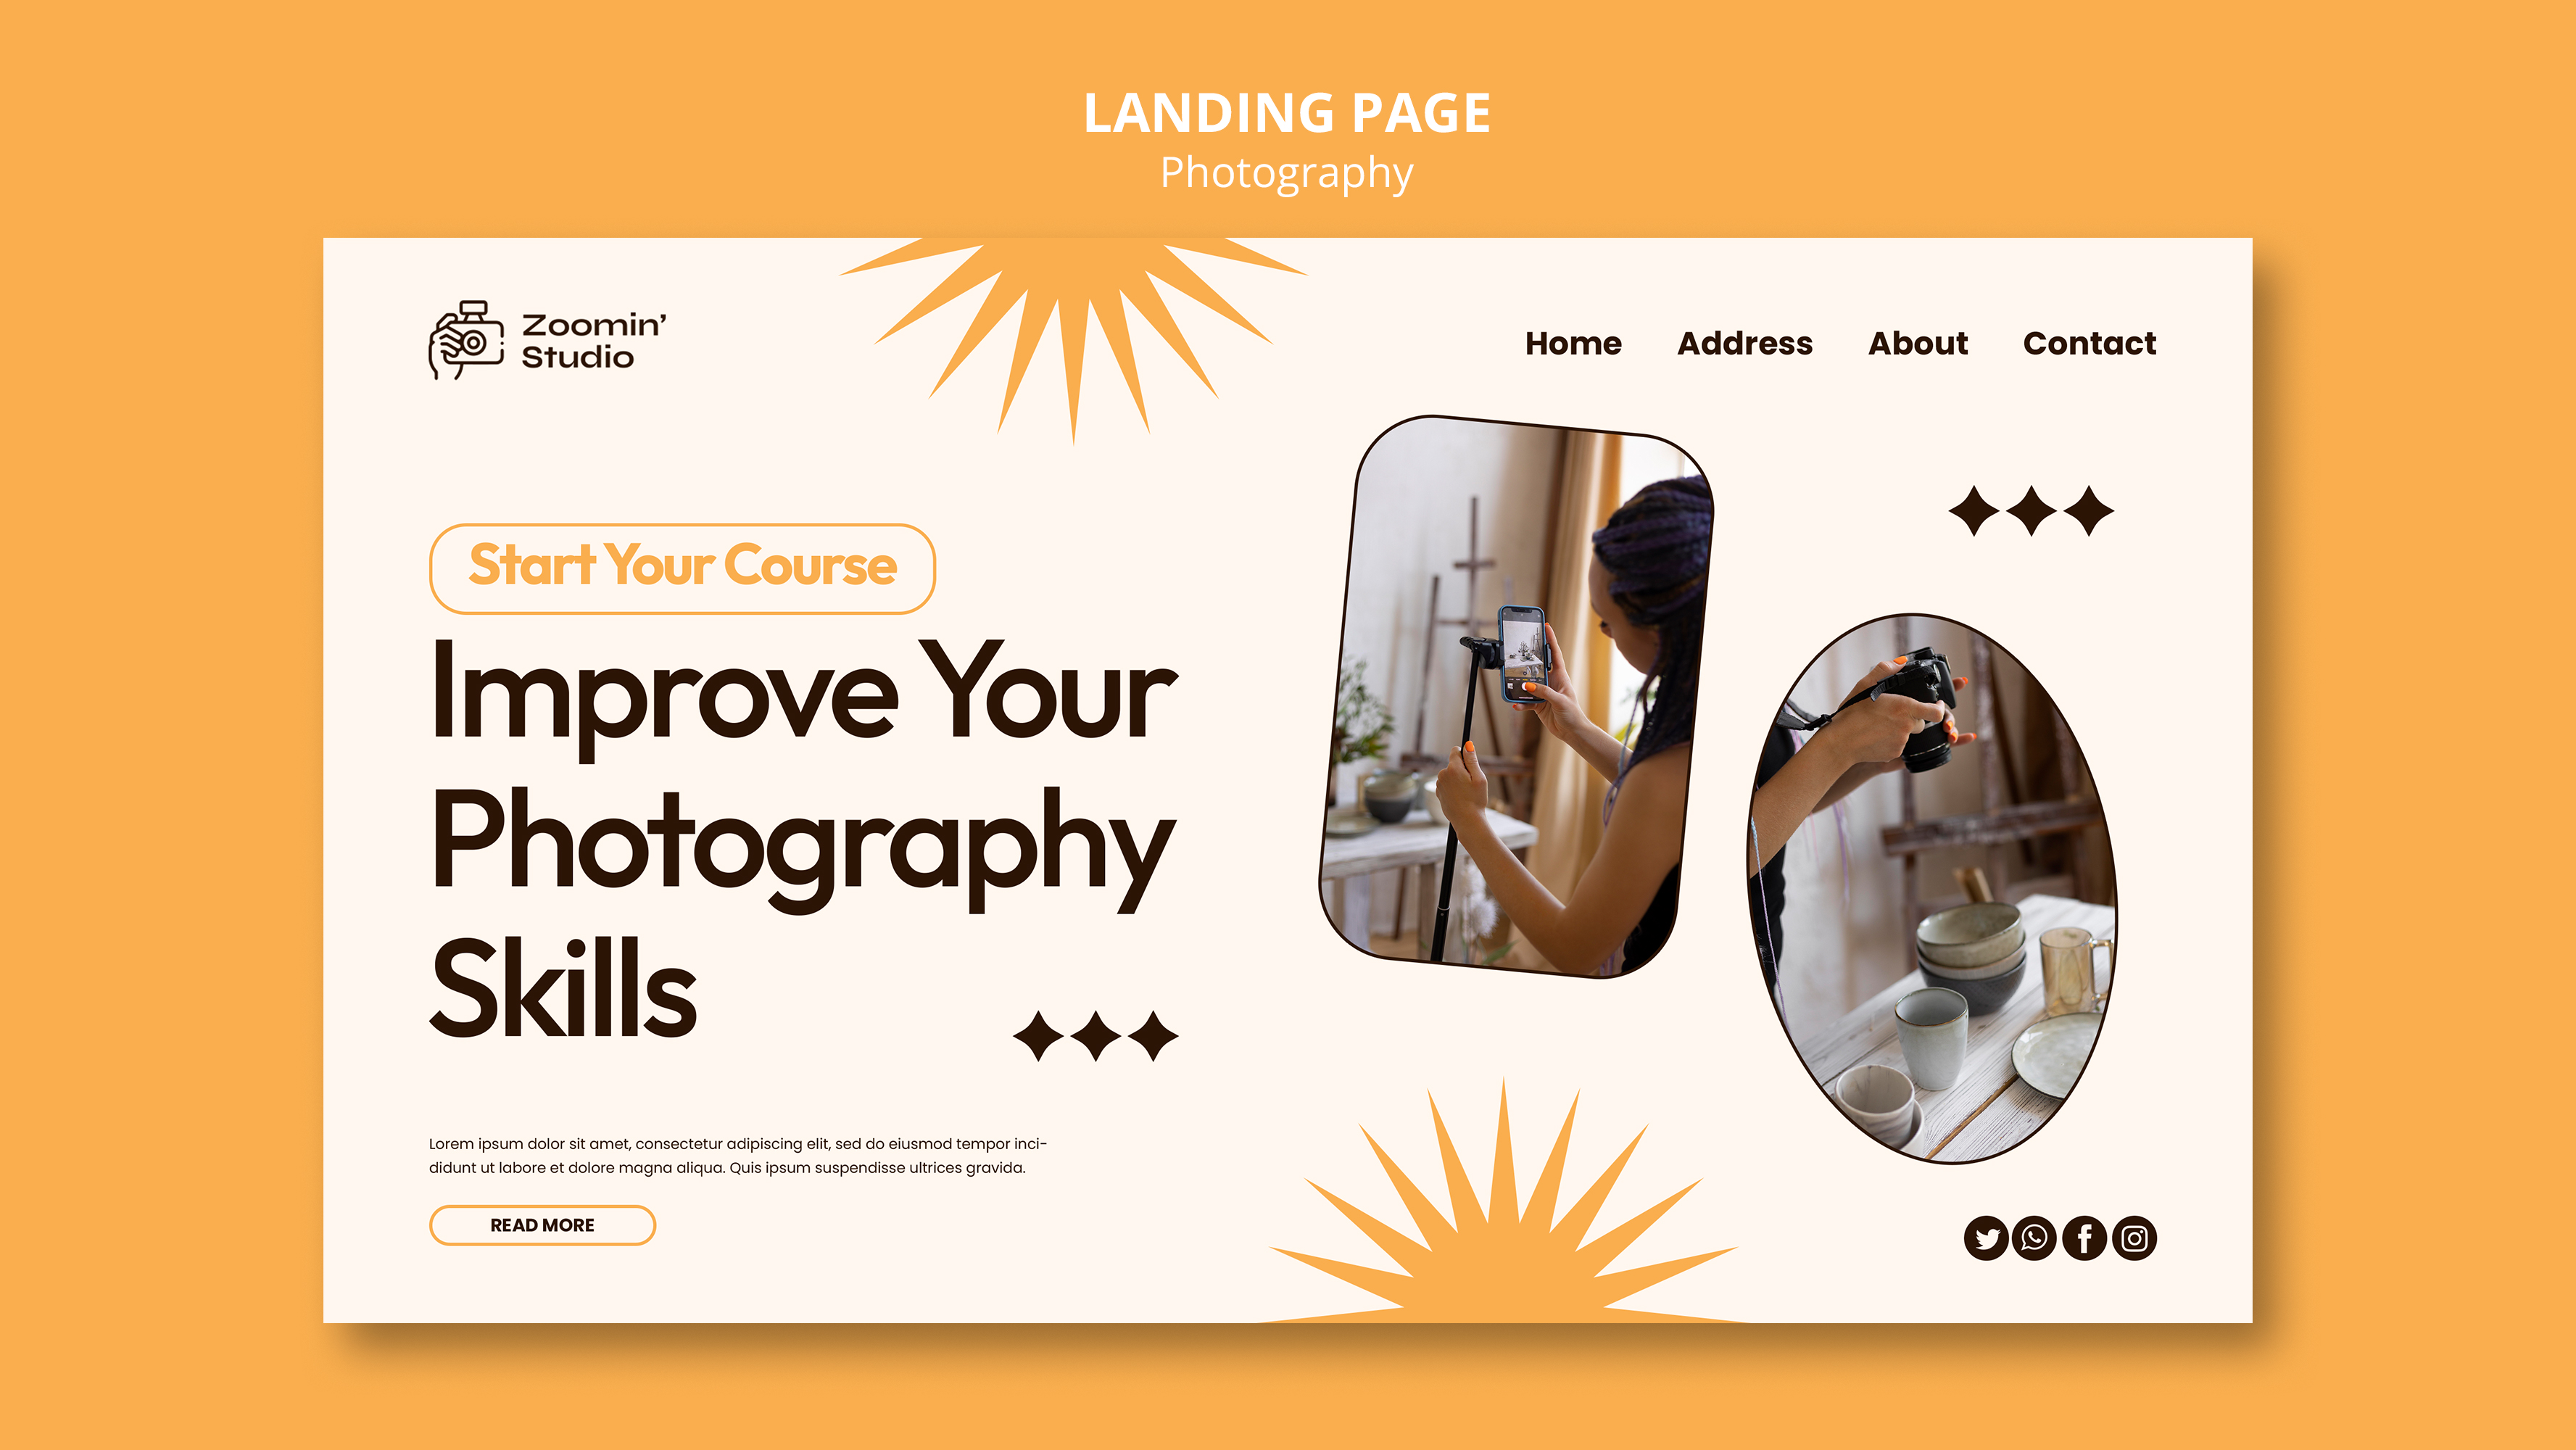 LANDING PAGE
Photography
Zoomin'
Studio
Home Address About Contact
Start Your Course
Improve Your
Photography
Skills
Lorem ipsum dolor sit amet, consectetur adipiscing elit, sed do eiusmod tempor inci-
didunt ut labore et dolore magna aliqua. Quis ipsum suspendisse ultrices gravida.
READ MORE